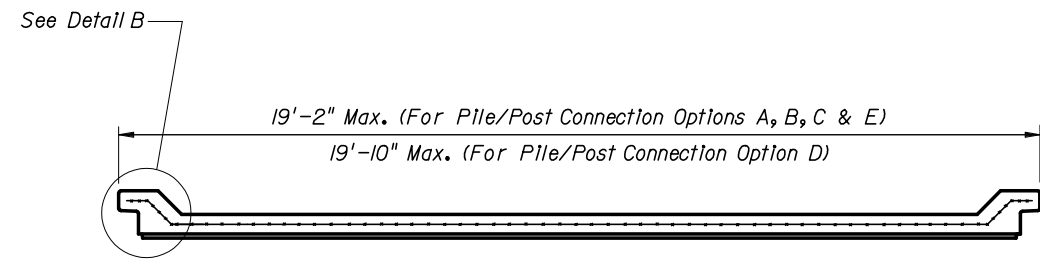 See Detail B
19'-2" Max. (For Pile/Post Connection Options A, B, C & E)
19'-10" Max. (For Pile/Post Connection Option D)